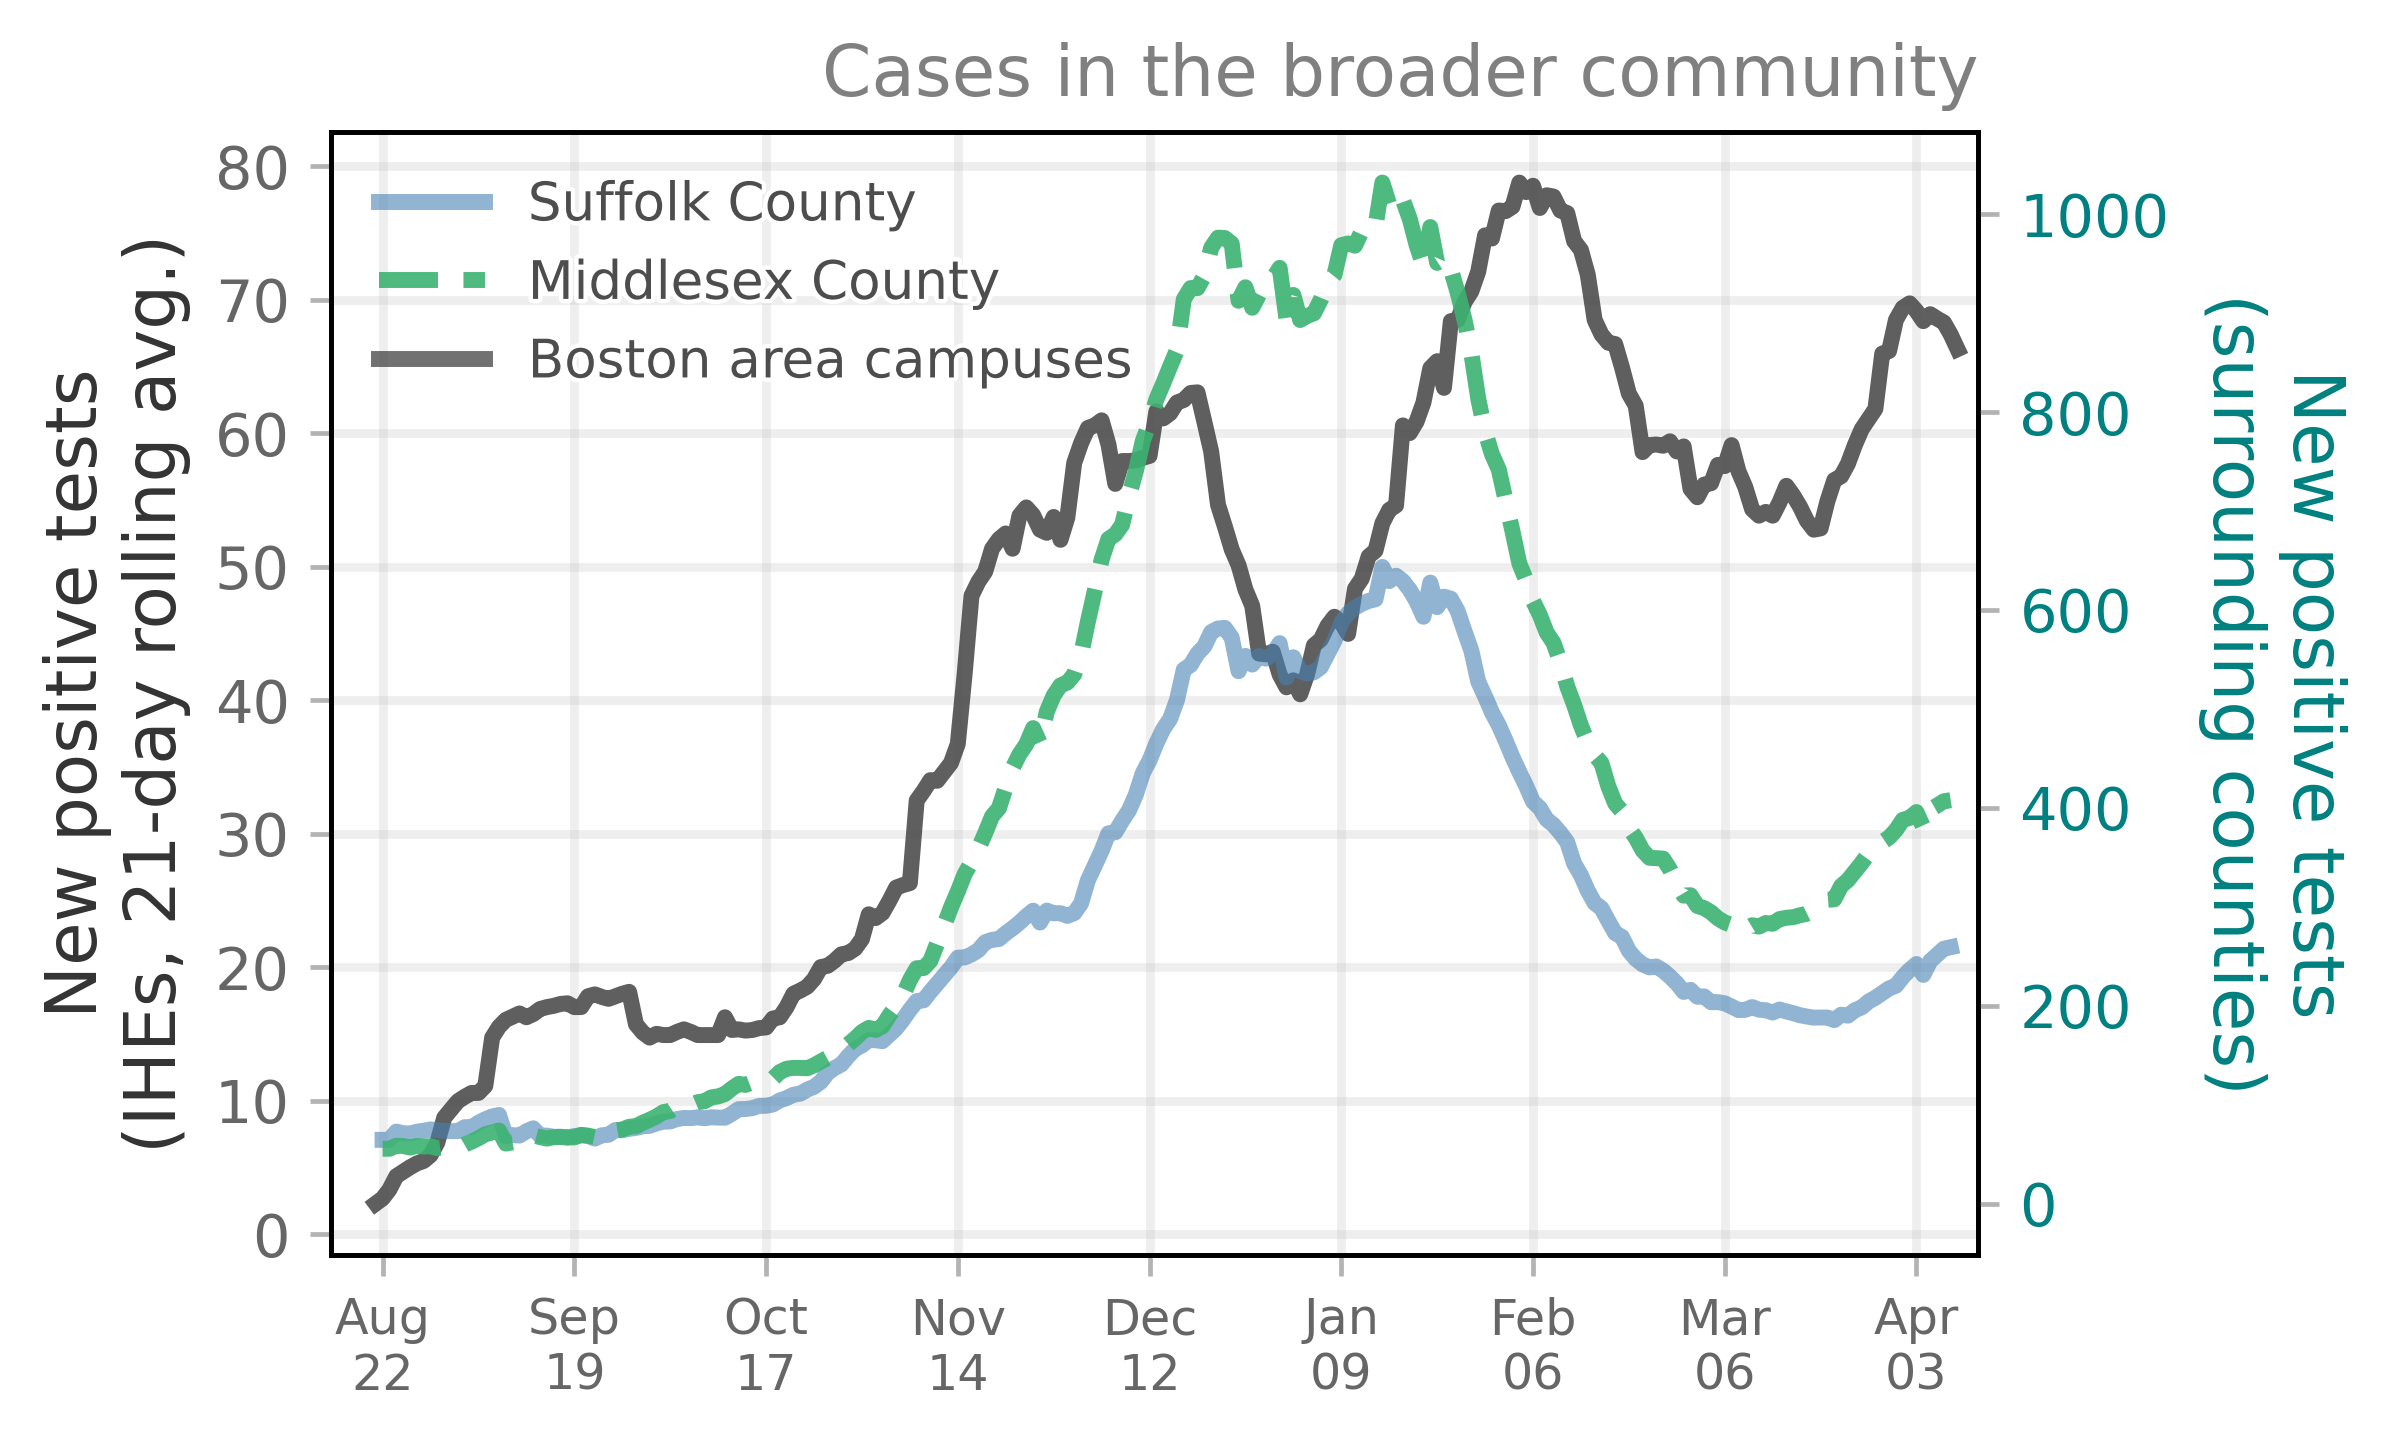 Cases in the broader community
New positive tests
(IHEs, 21-day rolling avg.)
80
70
60
50
40
30
20
10
0
Suffolk County
Middlesex County
Boston area campuses
1000
800
600
400
200
0
New positive tests
(surrounding counties)
Aug
22
Sep
19
Oct
17
Nov
14
Dec
12
Jan
09
Feb
06
Mar
06
Apr
03